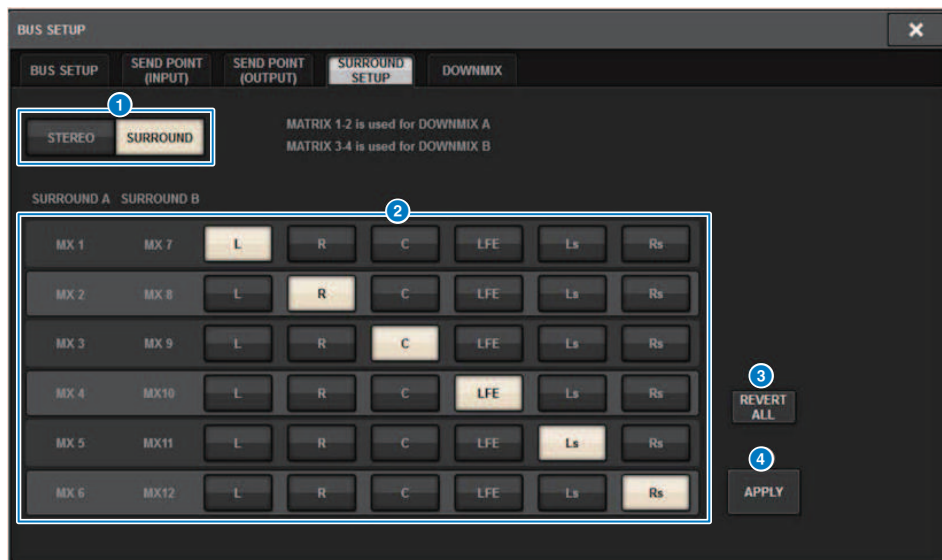 BUS SETUP
×
BUS SETUP
SEND POINT
(INPUT)
SEND POINT
(OUTPUT)
SURROUND
SETUP
DOWNMIX
1
STEREO
SURROUND
MATRIX 1-2 is used for DOWNMIX A
MATRIX 3-4 is used for DOWNMIX B
SURROUND A SURROUND B
2
MX 1 MX 7 L R C LFE Ls Rs
MX 2 MX 8 L R C LFE Ls Rs
MX 3 MX 9 L R C LFE Ls Rs
MX 4 MX10 L R C LFE Ls Rs
MX 5 MX11 L R C LFE Ls Rs
MX 6 MX12 L R C LFE Ls Rs
3
REVERT
ALL
4
APPLY